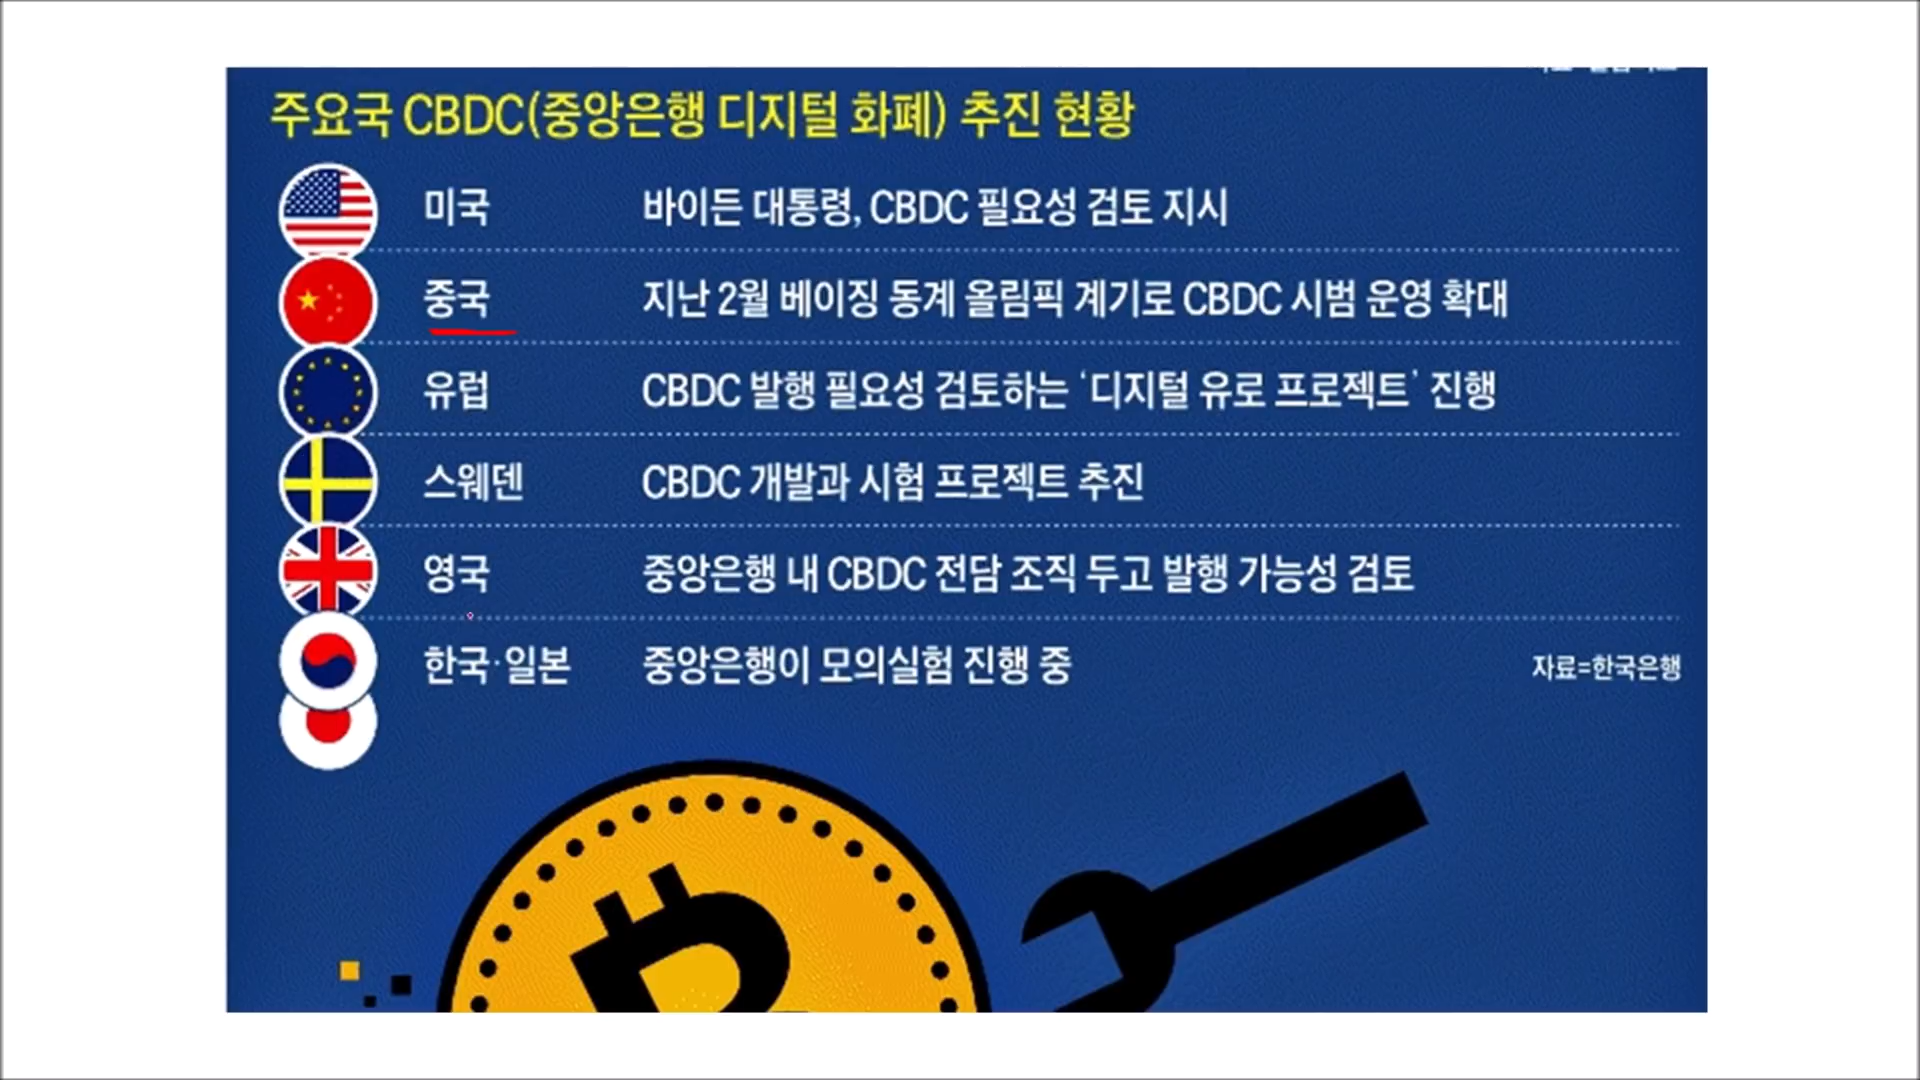 주요국 CBDC(중앙은행 디지털 화폐) 추진 현황
미국 바이든 대통령, CBDC 필요성 검토 지시
중국 지난 2월 베이징 동계 올림픽 계기로 CBDC 시범 운영 확대
유럽 CBDC 발행 필요성 검토하는 ‘디지털 유로 프로젝트’ 진행
스웨덴 CBDC 개발과 시험 프로젝트 추진
영국 중앙은행 내 CBDC 전담 조직 두고 발행 가능성 검토
한국·일본 중앙은행이 모의실험 진행 중 자료=한국은행